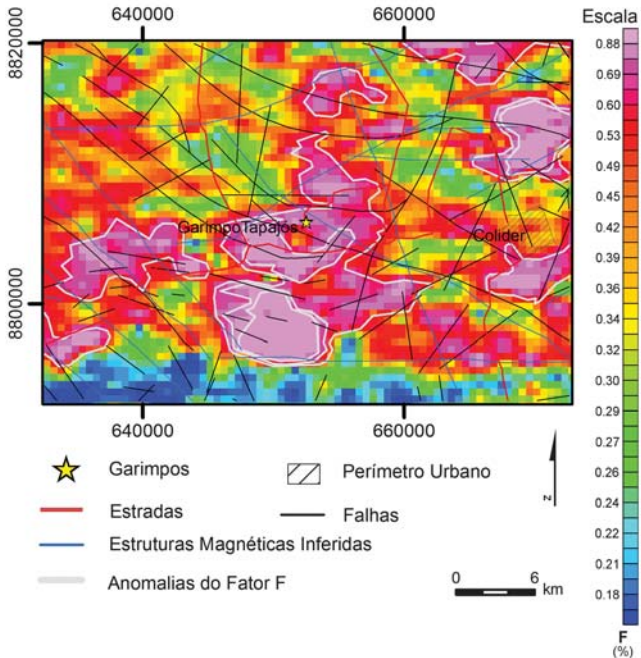 640000 660000 Escala
8820000
8800000
GarimpoTapajós
Colider
640000 660000
0.88
0.69
0.60
0.53
0.49
0.45
0.42
0.39
0.36
0.34
0.32
0.30
0.29
0.27
0.26
0.24
0.22
0.21
0.18
F
(%)
Garimpos
Perímetro Urbano
Estradas
Falhas
Estruturas Magnéticas Inferidas
Anomalias do Fator F
N
0 6
km